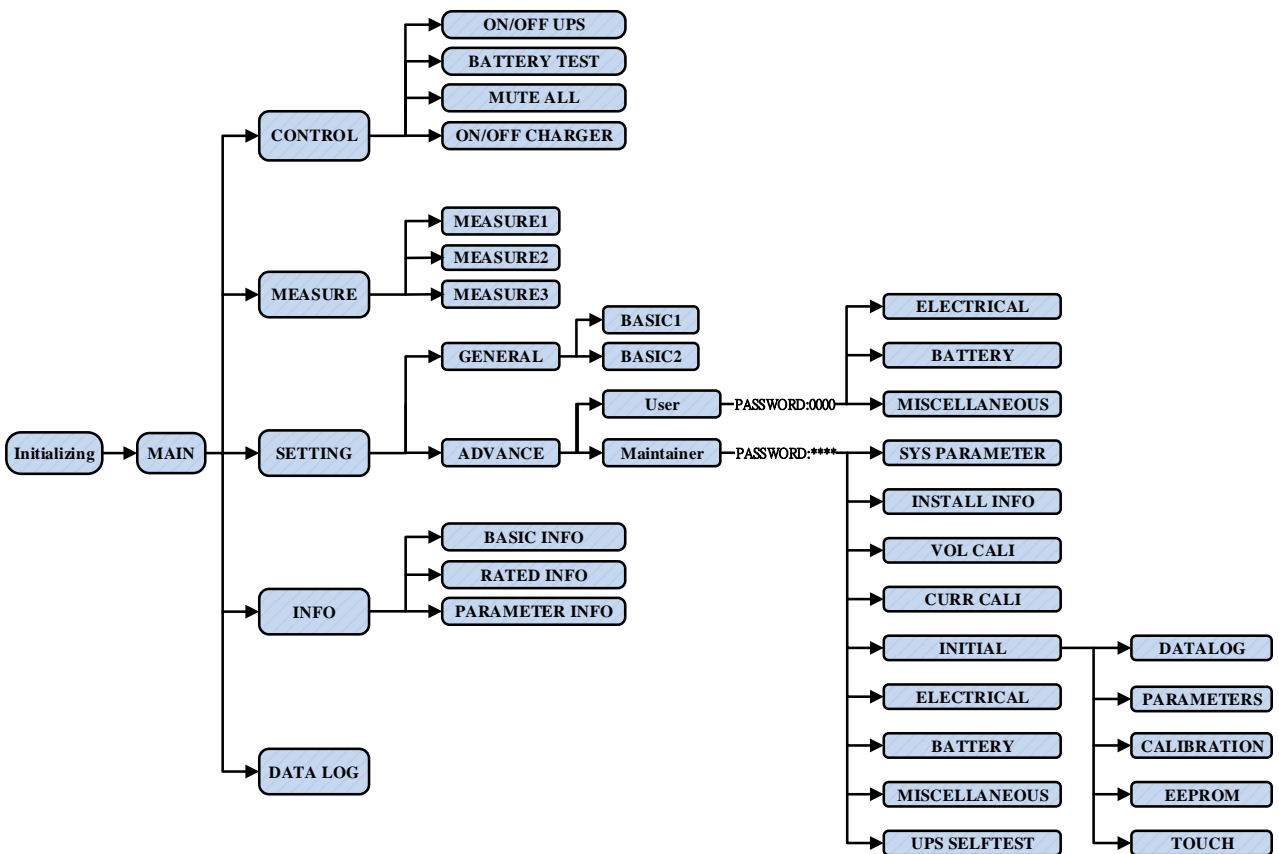 Initializing
MAIN
CONTROL
ON/OFF UPS
BATTERY TEST
MUTE ALL
ON/OFF CHARGER
MEASURE
MEASURE1
MEASURE2
MEASURE3
SETTING
GENERAL
BASIC1
BASIC2
ADVANCE
User
PASSWORD:0000
ELECTRICAL
BATTERY
MISCELLANEOUS
Maintainer
PASSWORD:****
SYS PARAMETER
INSTALL INFO
VOL CALI
CURR CALI
INITIAL
DATALOG
PARAMETERS
CALIBRATION
EEPROM
TOUCH
ELECTRICAL
BATTERY
MISCELLANEOUS
UPS SELFTEST
INFO
BASIC INFO
RATED INFO
PARAMETER INFO
DATA LOG